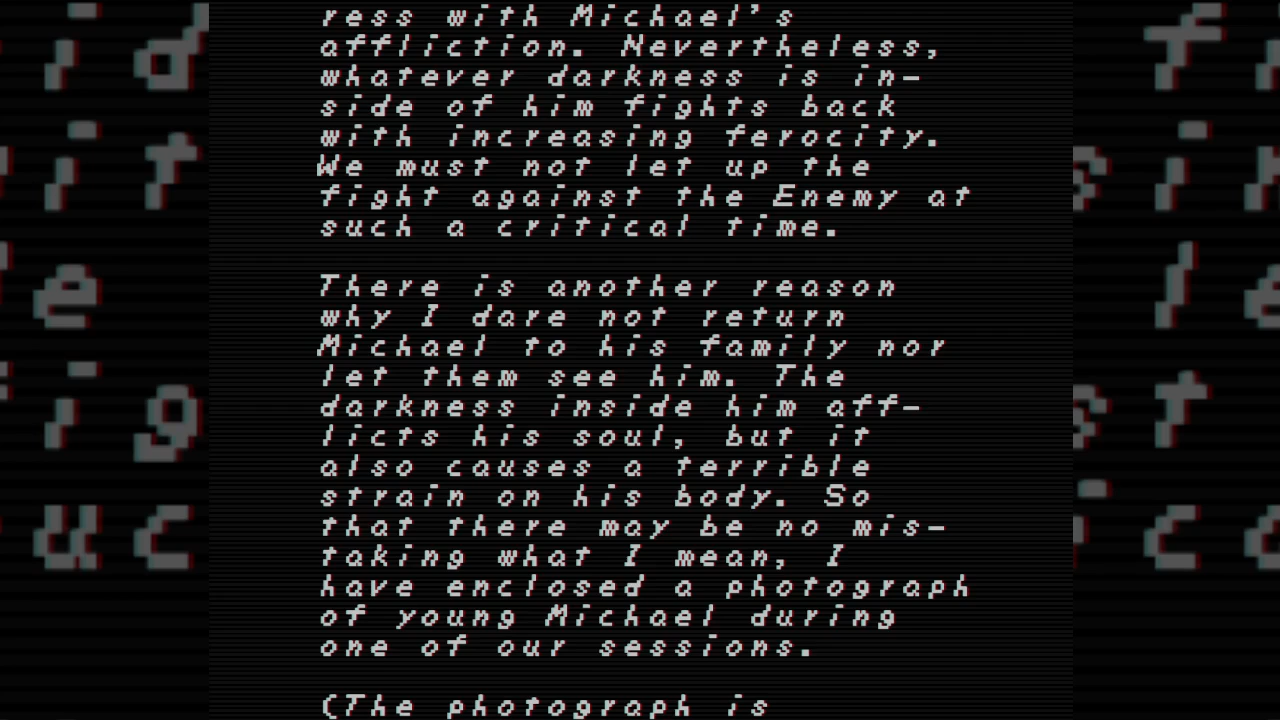 ress with Michael's
affliction. Nevertheless,
whatever darkness is in-
side of him fights back
with increasing ferocity.
We must not let up the
fight against the Enemy at
such a critical time.
There is another reason
why I dare not return
Michael to his family nor
let them see him. The
darkness inside him aff-
licts his soul, but it
also causes a terrible
strain on his body. So
that there may be no mis-
taking what I mean, I
have enclosed a photograph
of young Michael during
one of our sessions.
(The photograph is